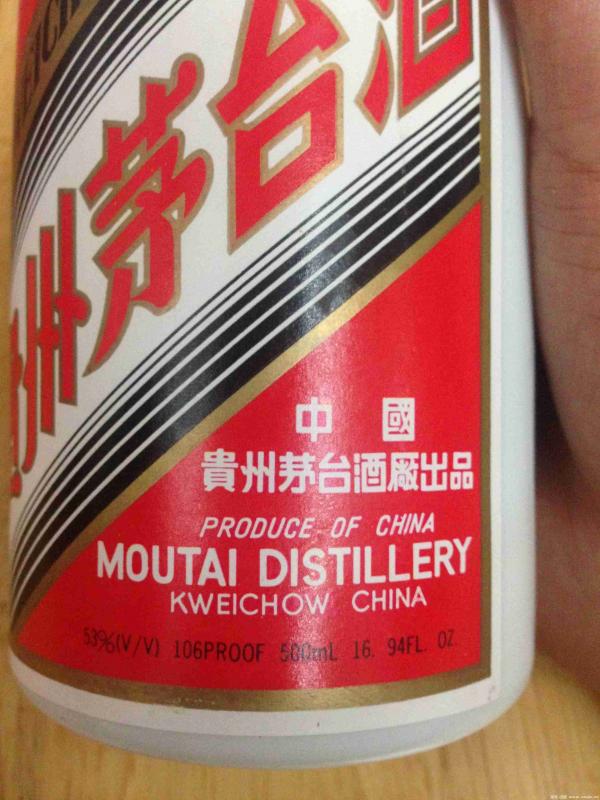 州茅台酒
中國
貴州茅台酒廠出品
PRODUCE OF CHINA
MOUTAI DISTILLERY
KWEICHOW CHINA
53%(V/V) 106PROOF 500mL 16. 94FL. OZ.